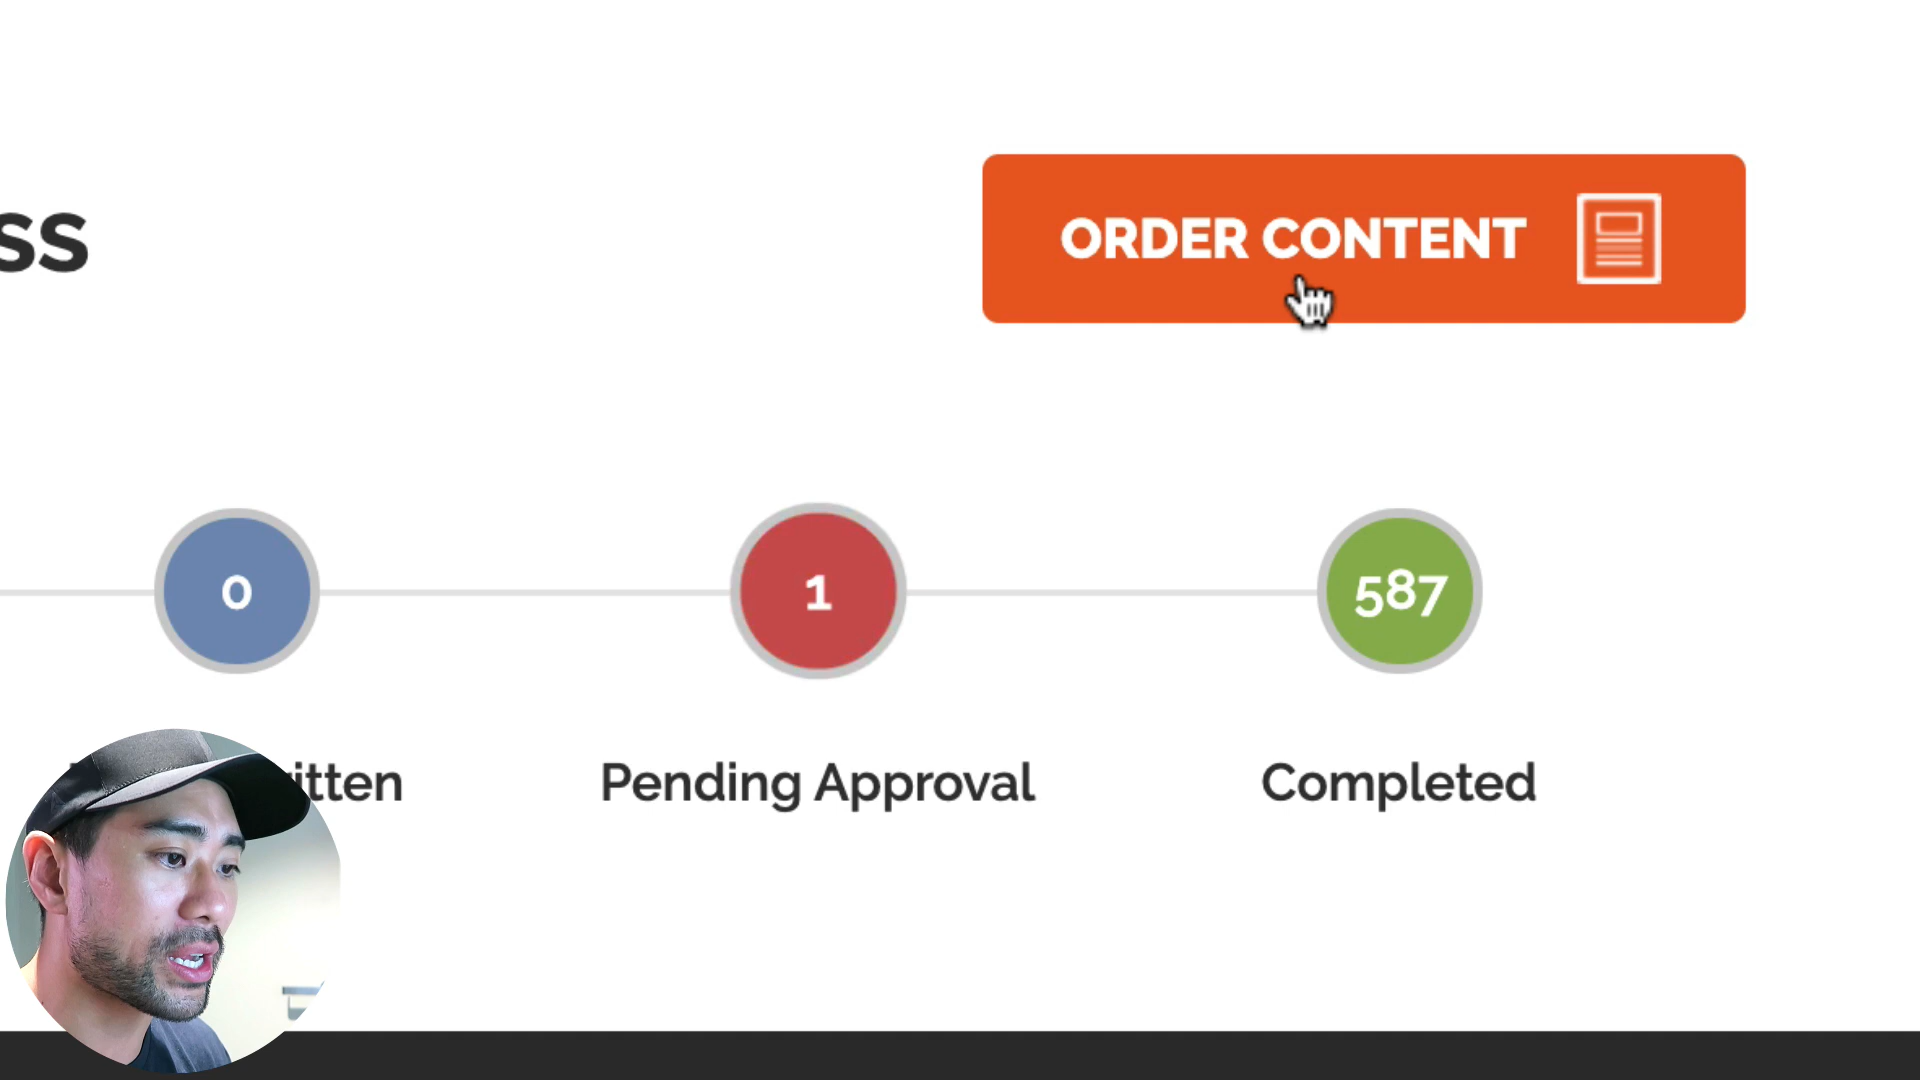 ss
ORDER CONTENT
0
1
587
itten
Pending Approval
Completed